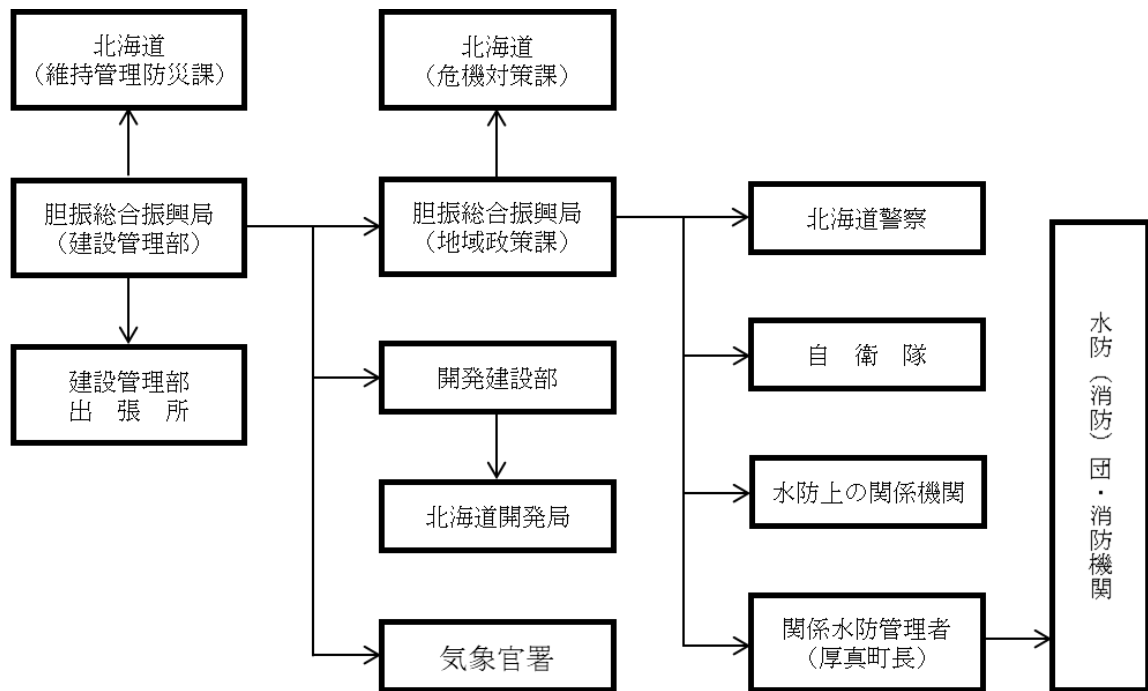 北海道
（維持管理防災課）
北海道
（危機対策課）
胆振総合振興局
（建設管理部）
胆振総合振興局
（地域政策課）
北海道警察
建設管理部
出　張　所
開発建設部
自　衛　隊
北海道開発局
水防上の関係機関
気象官署
関係水防管理者
（厚真町長）
水防（消防）団・消防機関